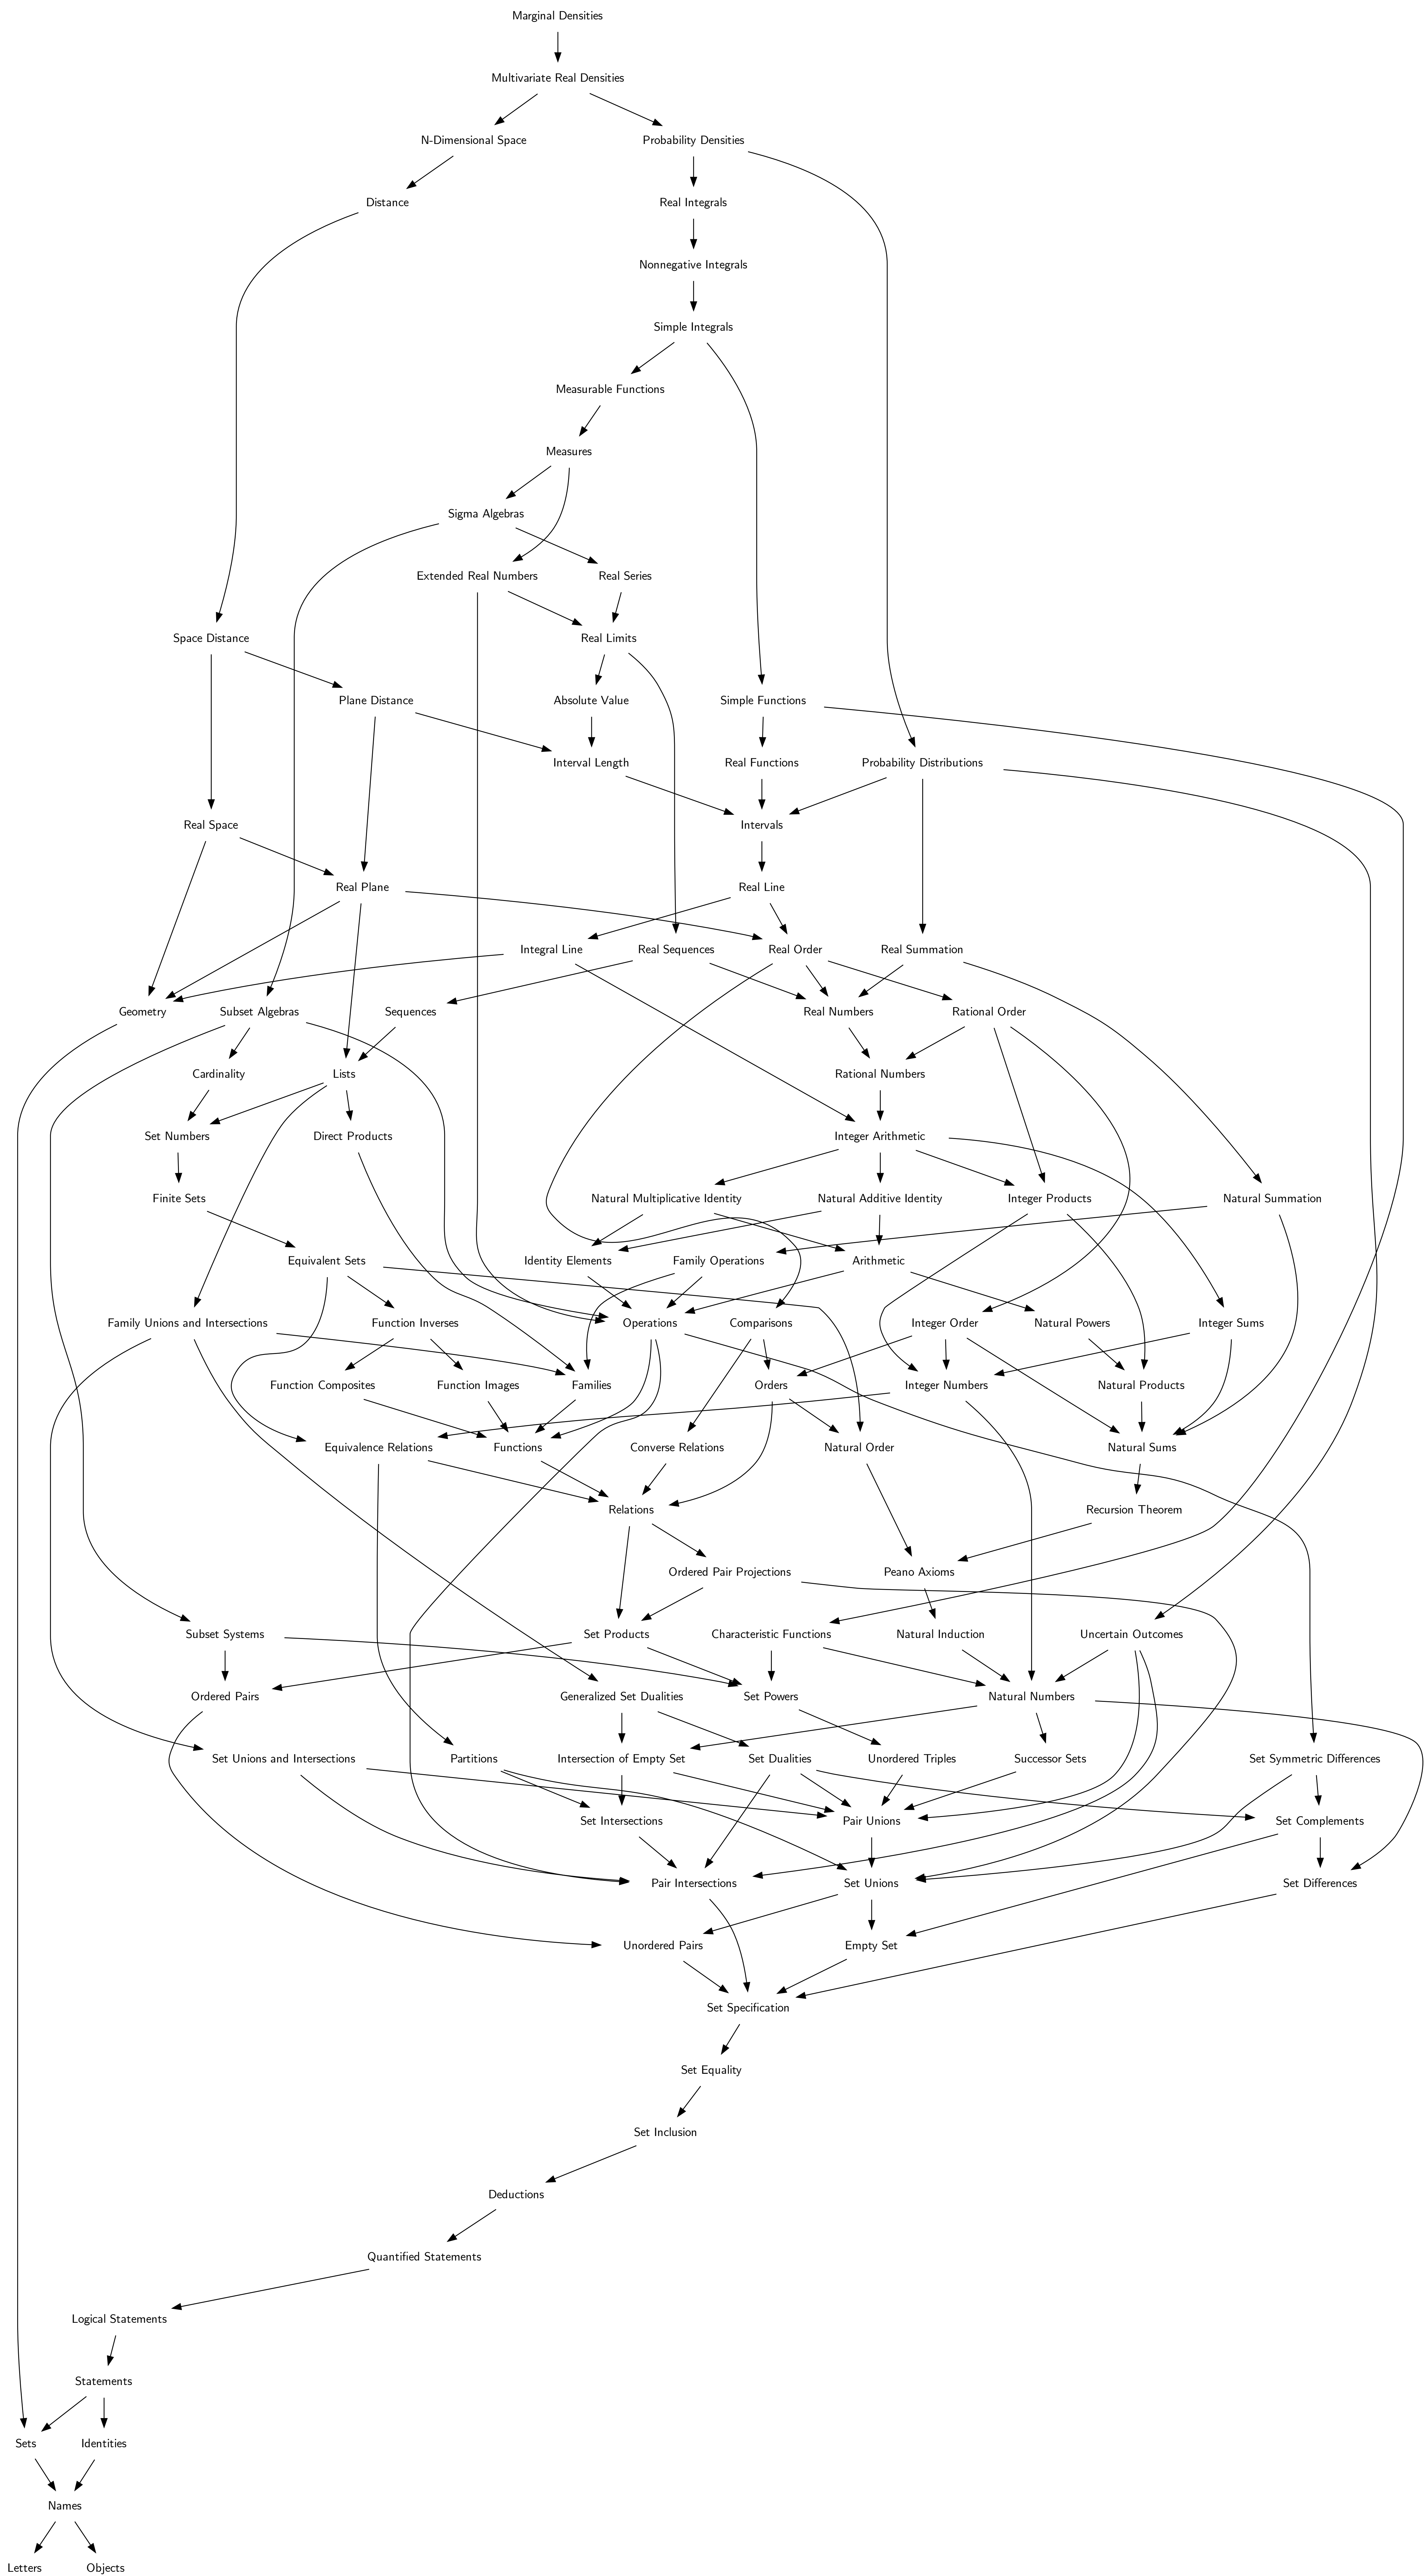 Marginal Densities
Multivariate Real Densities
N-Dimensional Space
Probability Densities
Distance
Real Integrals
Nonnegative Integrals
Simple Integrals
Measurable Functions
Measures
Sigma Algebras
Extended Real Numbers
Real Series
Space Distance
Real Limits
Plane Distance
Absolute Value
Simple Functions
Interval Length
Real Functions
Probability Distributions
Real Space
Intervals
Real Plane
Real Line
Integral Line
Real Sequences
Real Order
Real Summation
Geometry
Subset Algebras
Sequences
Real Numbers
Rational Order
Cardinality
Lists
Rational Numbers
Set Numbers
Direct Products
Integer Arithmetic
Finite Sets
Natural Multiplicative Identity
Natural Additive Identity
Integer Products
Natural Summation
Equivalent Sets
Identity Elements
Family Operations
Arithmetic
Family Unions and Intersections
Function Inverses
Operations
Comparisons
Integer Order
Natural Powers
Integer Sums
Function Composites
Function Images
Families
Orders
Integer Numbers
Natural Products
Equivalence Relations
Functions
Converse Relations
Natural Order
Natural Sums
Relations
Recursion Theorem
Ordered Pair Projections
Peano Axioms
Subset Systems
Set Products
Characteristic Functions
Natural Induction
Uncertain Outcomes
Ordered Pairs
Generalized Set Dualities
Set Powers
Natural Numbers
Set Unions and Intersections
Partitions
Intersection of Empty Set
Set Dualities
Unordered Triples
Successor Sets
Set Symmetric Differences
Set Intersections
Pair Unions
Set Complements
Pair Intersections
Set Unions
Set Differences
Unordered Pairs
Empty Set
Set Specification
Set Equality
Set Inclusion
Deductions
Quantified Statements
Logical Statements
Statements
Sets
Identities
Names
Letters
Objects